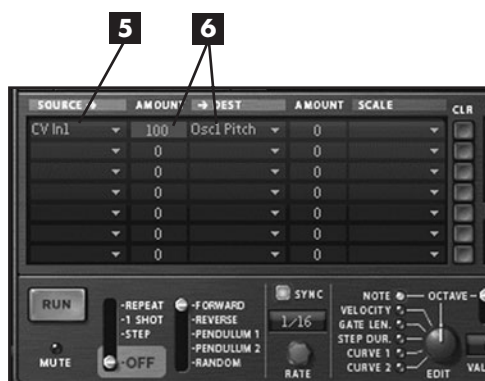 5 6
SOURCE → AMOUNT → DEST AMOUNT SCALE CLR
CV In1 100 Osc1 Pitch 0
0 0
0 0
0 0
0 0
0 0
0 0
RUN
MUTE
-REPEAT
-1 SHOT
-STEP
-OFF
-FORWARD
-REVERSE
-PENDULUM 1
-PENDULUM 2
-RANDOM
SYNC
1/16
RATE
NOTE
VELOCITY
GATE LEN.
STEP DUR.
CURVE 1
CURVE 2
OCTAVE
EDIT